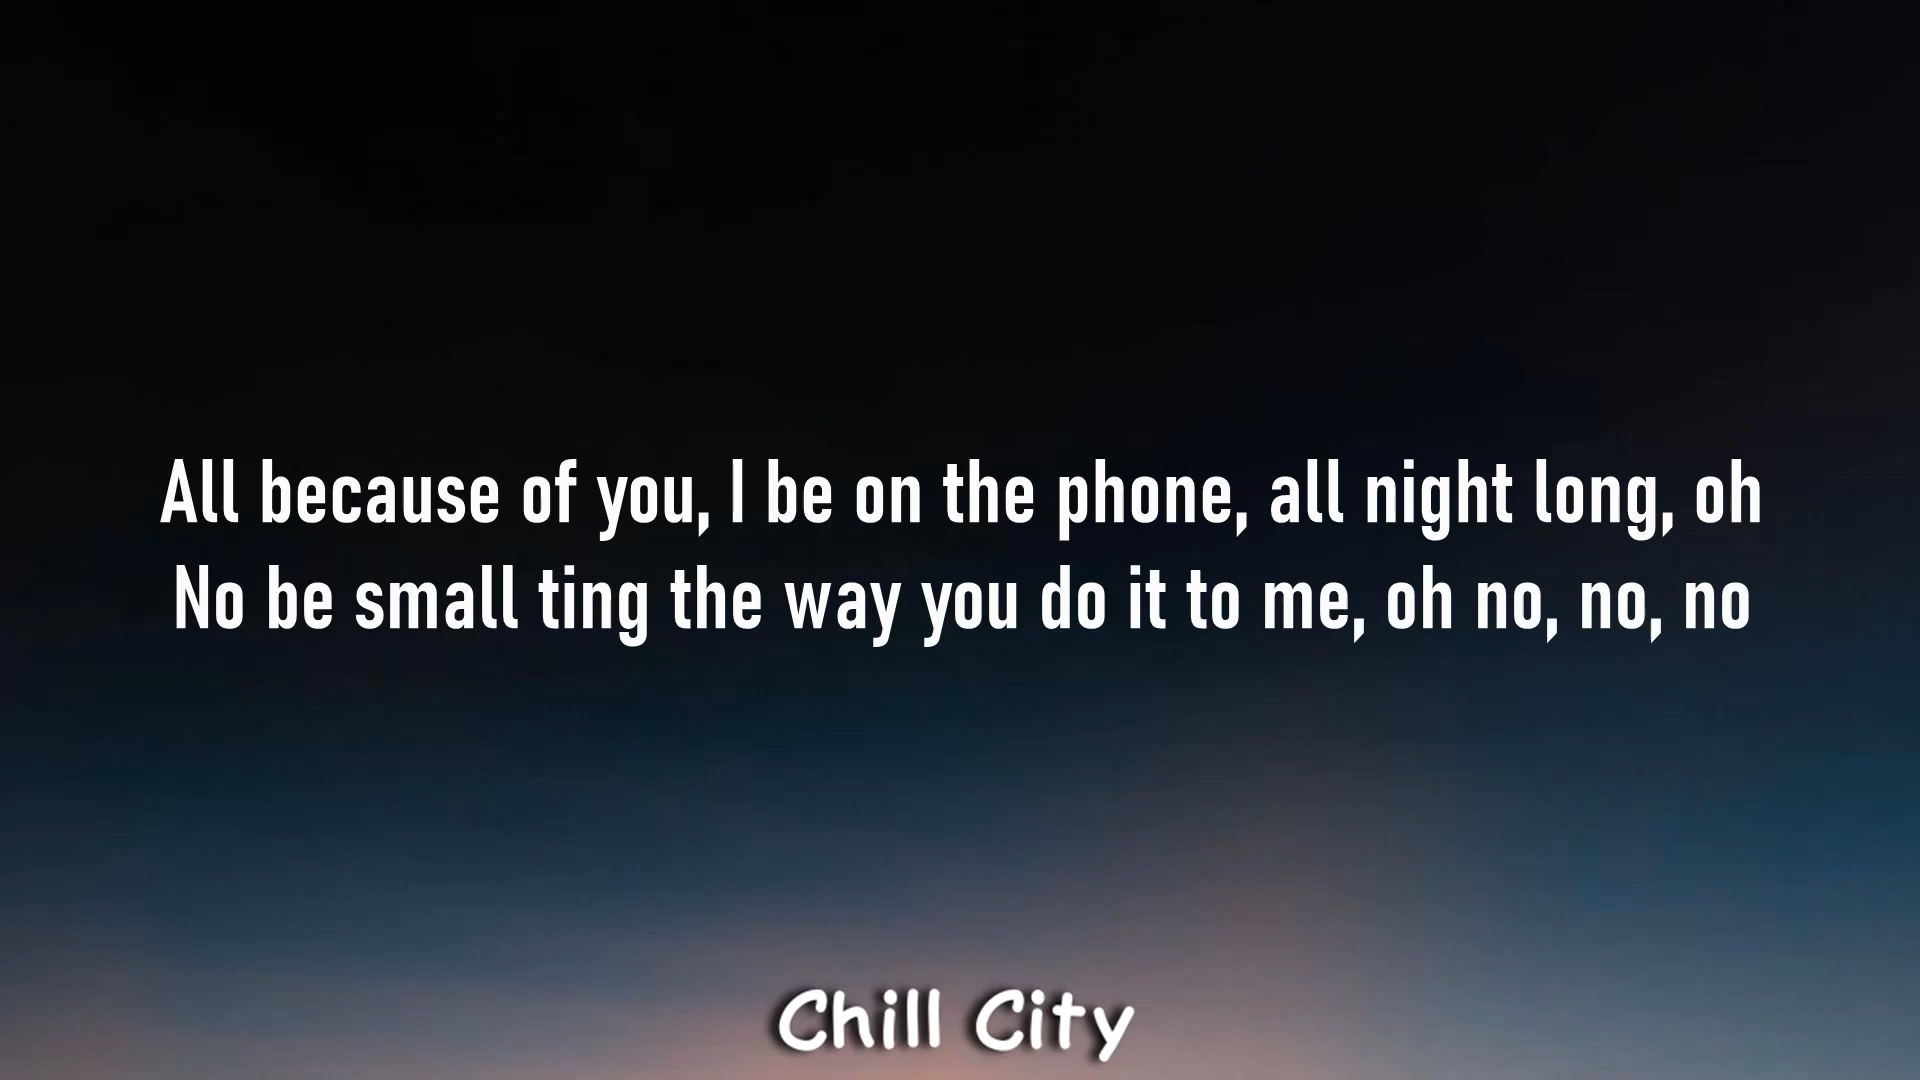 All because of you, I be on the phone, all night long, oh
No be small ting the way you do it to me, oh no, no, no
Chill City